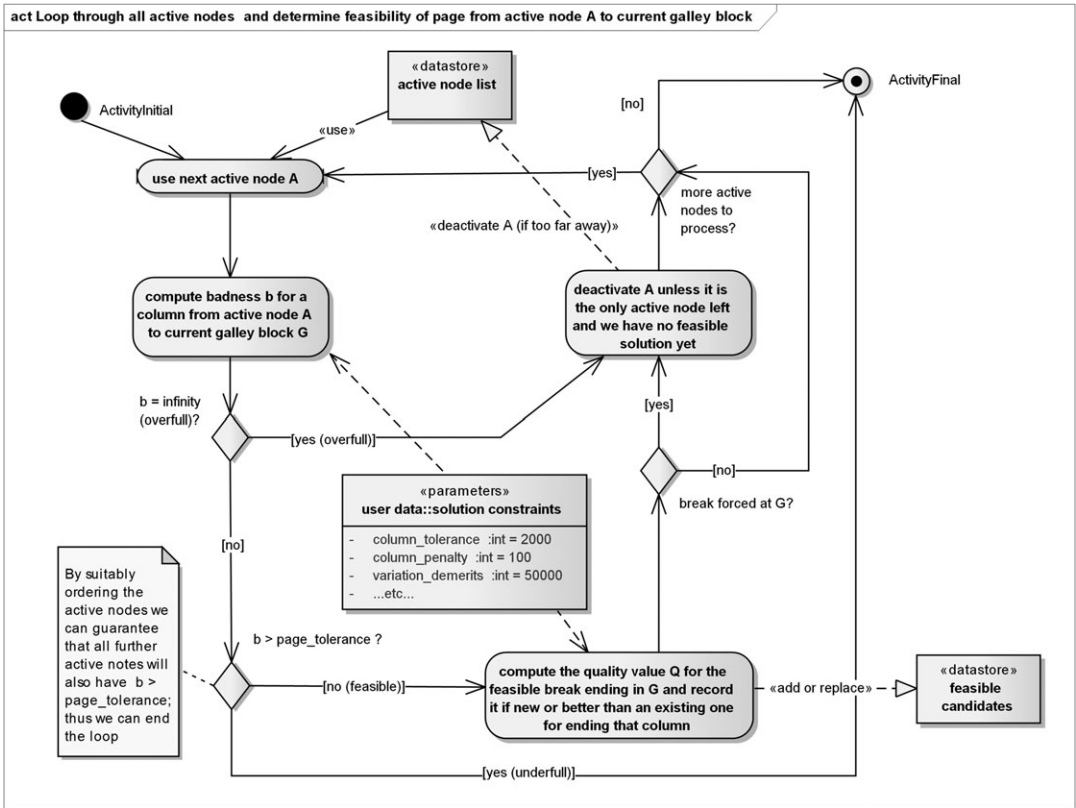 act Loop through all active nodes  and determine feasibility of page from active node A to current galley block
«datastore»
active node list
ActivityInitial
«use»
[no]
ActivityFinal
use next active node A
[yes]
more active
nodes to
process?
«deactivate A (if too far away)»
compute badness b for a
column from active node A
to current galley block G
deactivate A unless it is
the only active node left
and we have no feasible
solution yet
b = infinity
(overfull)?
[yes (overfull)]
[yes]
[no]
break forced at G?
«parameters»
user data::solution constraints
- column_tolerance :int = 2000
- column_penalty :int = 100
- variation_demerits :int = 50000
- ...etc...
[no]
By suitably
ordering the
active nodes we
can guarantee
that all further
active notes will
also have  b >
page_tolerance;
thus we can end
the loop
b > page_tolerance ?
[no (feasible)]
compute the quality value Q for the
feasible break ending in G and record
it if new or better than an existing one
for ending that column
«add or replace»
«datastore»
feasible
candidates
[yes (underfull)]